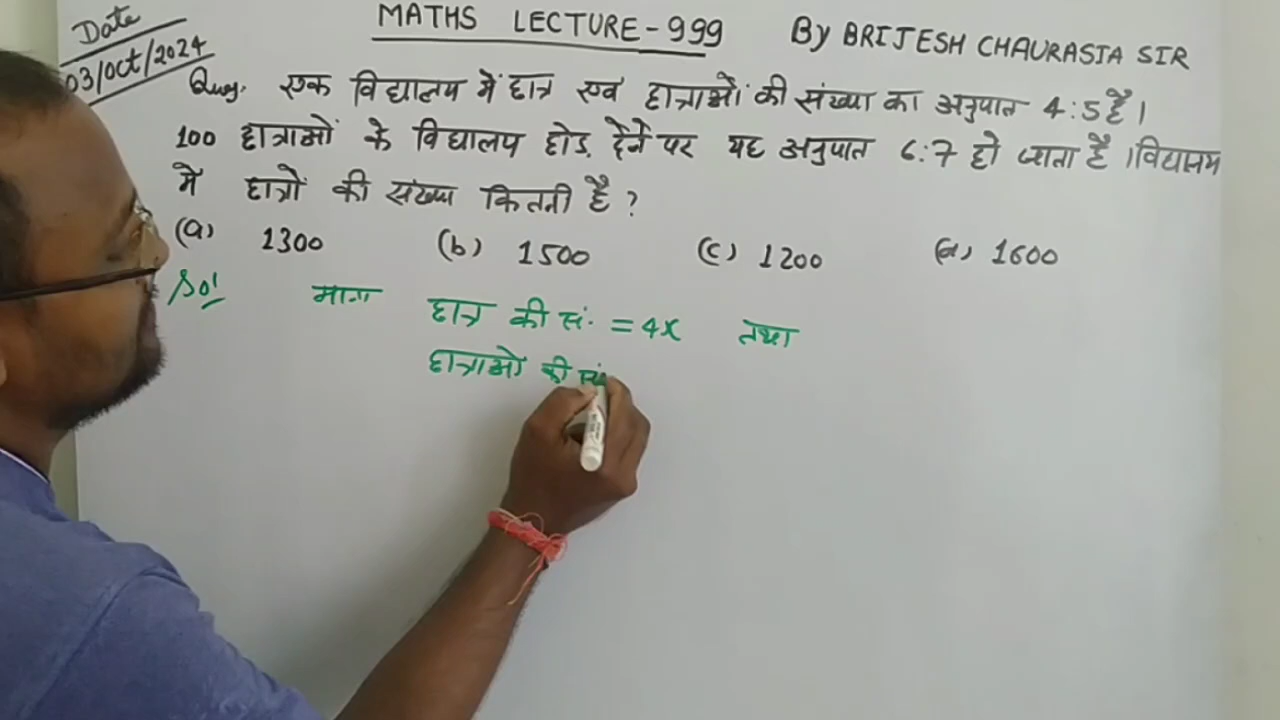 Date
03/Oct/2024
MATHS LECTURE-999 By BRIJESH CHAURASIA SIR
Ques. एक विद्यालय में छात्र एवं छात्राओं की संख्या का अनुपात 4:5 है।
100 छात्राओं के विद्यालय छोड़ देने पर यह अनुपात 6:7 हो जाता है। विद्यालय
में छात्रों की संख्या कितनी है?
(a) 1300 (b) 1500 (c) 1200 (d) 1600
Sol माना छात्र की सं. = 4x तथा
छात्राओं की सं